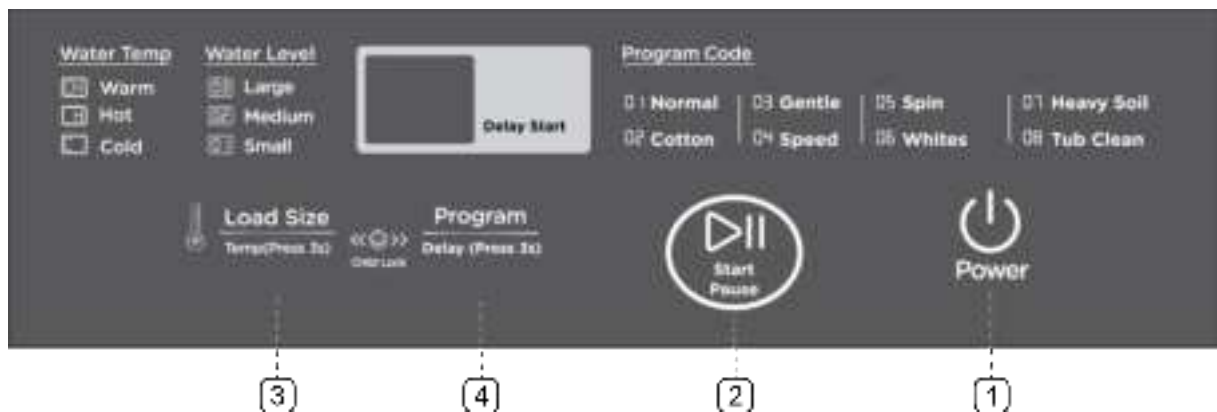 Water Temp
Warm
Hot
Cold
Water Level
Large
Medium
Small
Delay Start
Program Code
01 Normal
02 Cotton
03 Gentle
04 Speed
05 Spin
06 Whites
07 Heavy Soil
08 Tub Clean
Load Size
Temp(Press 3s)
Child Lock
Program
Delay (Press 3s)
Start
Pause
Power
3
4
2
1